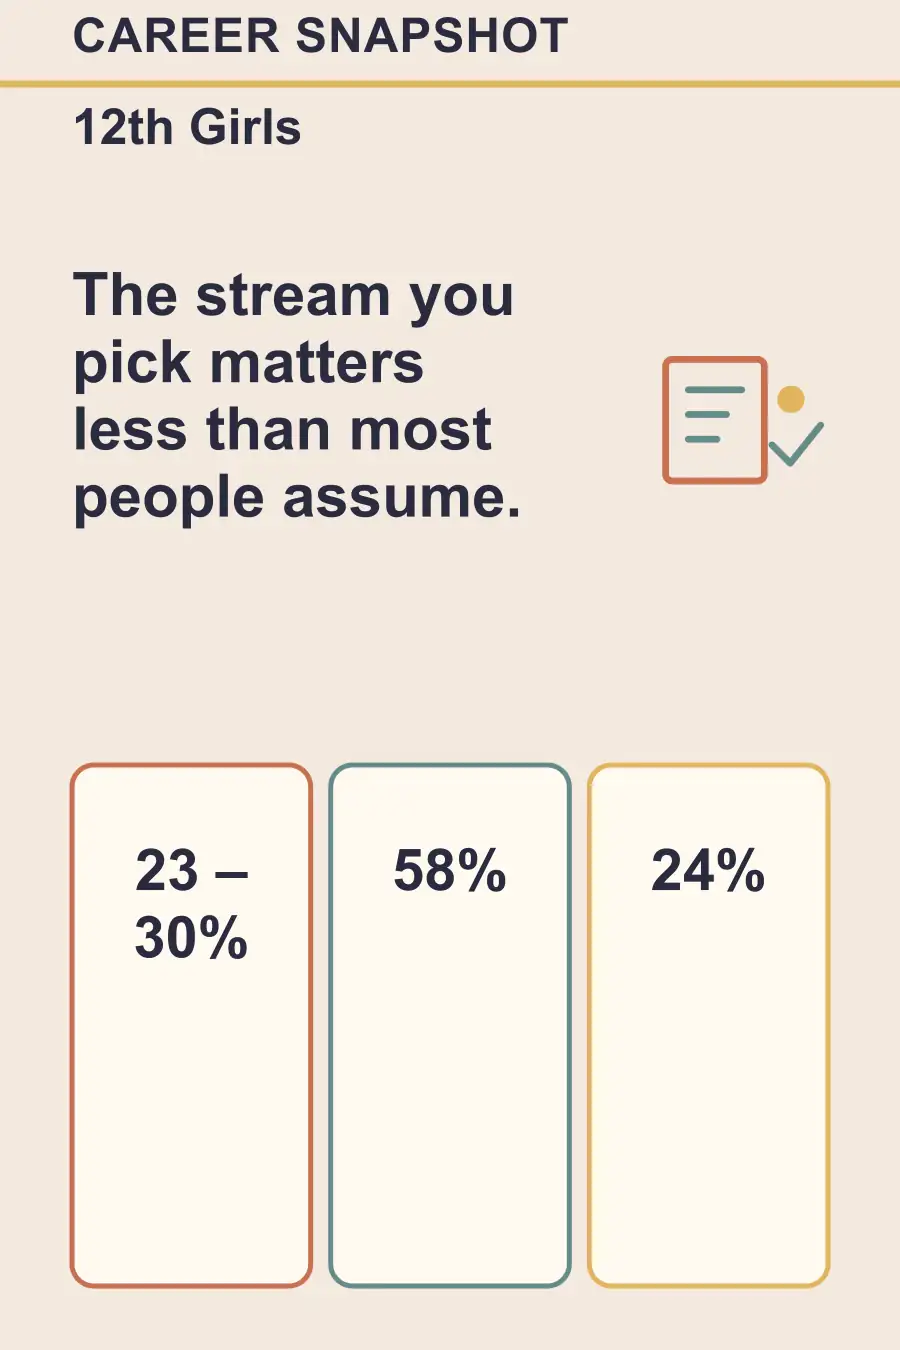 CAREER SNAPSHOT
12th Girls
The stream you
pick matters
less than most
people assume.
23 –
30%
58%
24%